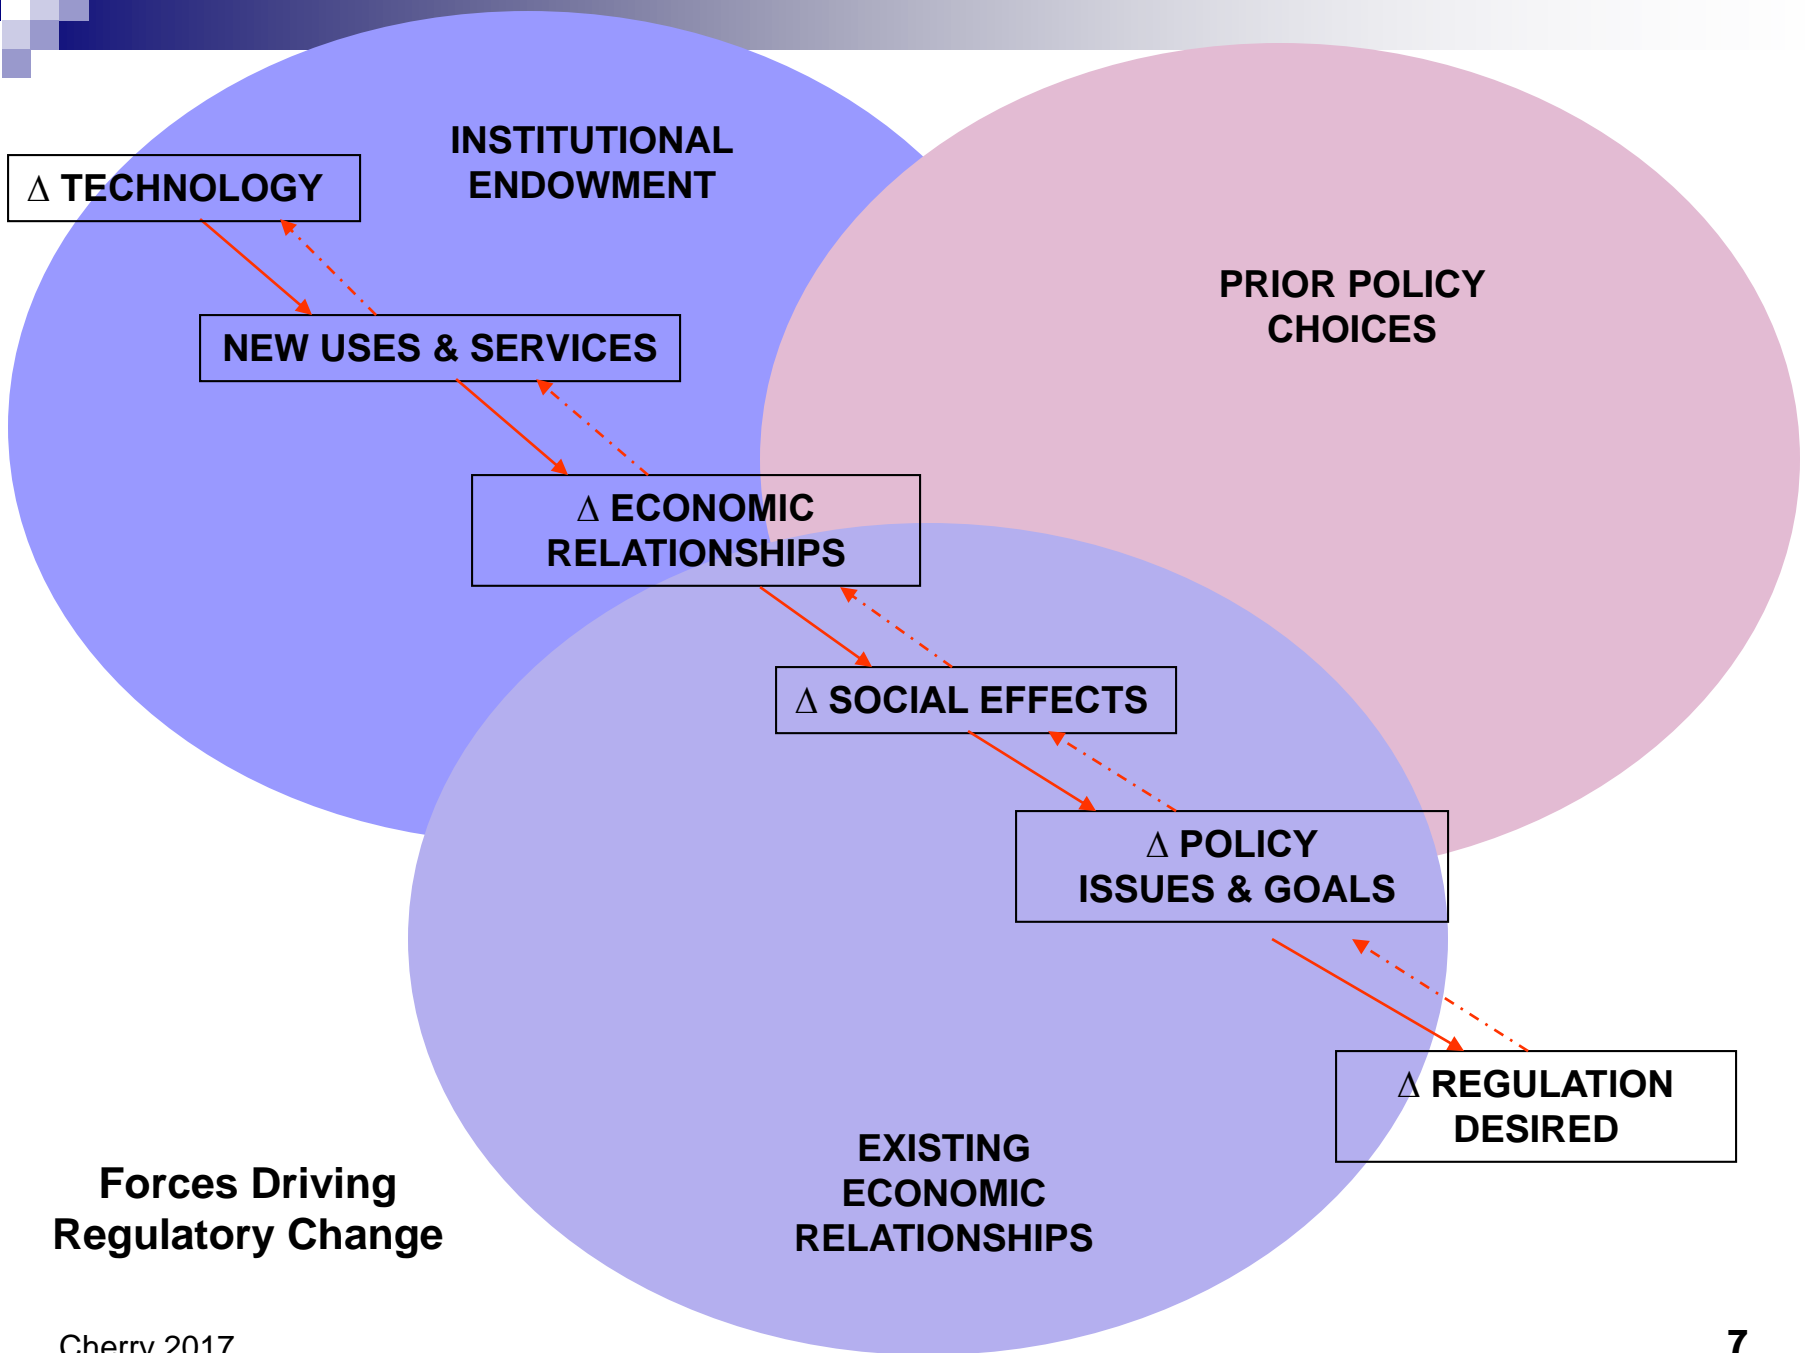 INSTITUTIONAL
ENDOWMENT
Δ TECHNOLOGY
PRIOR POLICY
CHOICES
NEW USES & SERVICES
Δ ECONOMIC
RELATIONSHIPS
Δ SOCIAL EFFECTS
Δ POLICY
ISSUES & GOALS
Δ REGULATION
DESIRED
EXISTING
ECONOMIC
RELATIONSHIPS
Forces Driving
Regulatory Change
Cherry 2017
7